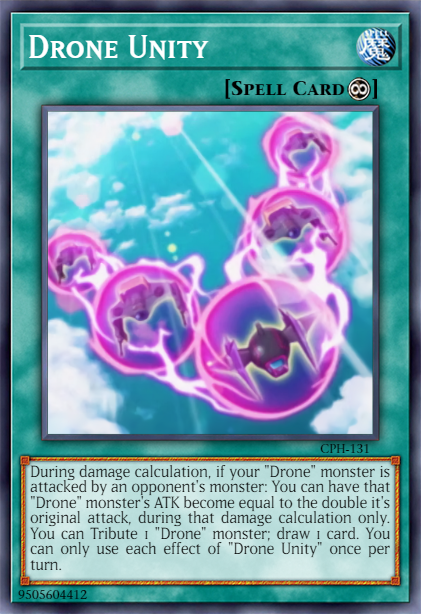 Drone Unity
魔
[Spell Card]
CPH-131
During damage calculation, if your "Drone" monster is
attacked by an opponent's monster: You can have that
"Drone" monster's ATK become equal to the double it's
original attack, during that damage calculation only.
You can Tribute 1 "Drone" monster; draw 1 card. You
can only use each effect of "Drone Unity" once per
turn.
9505604412